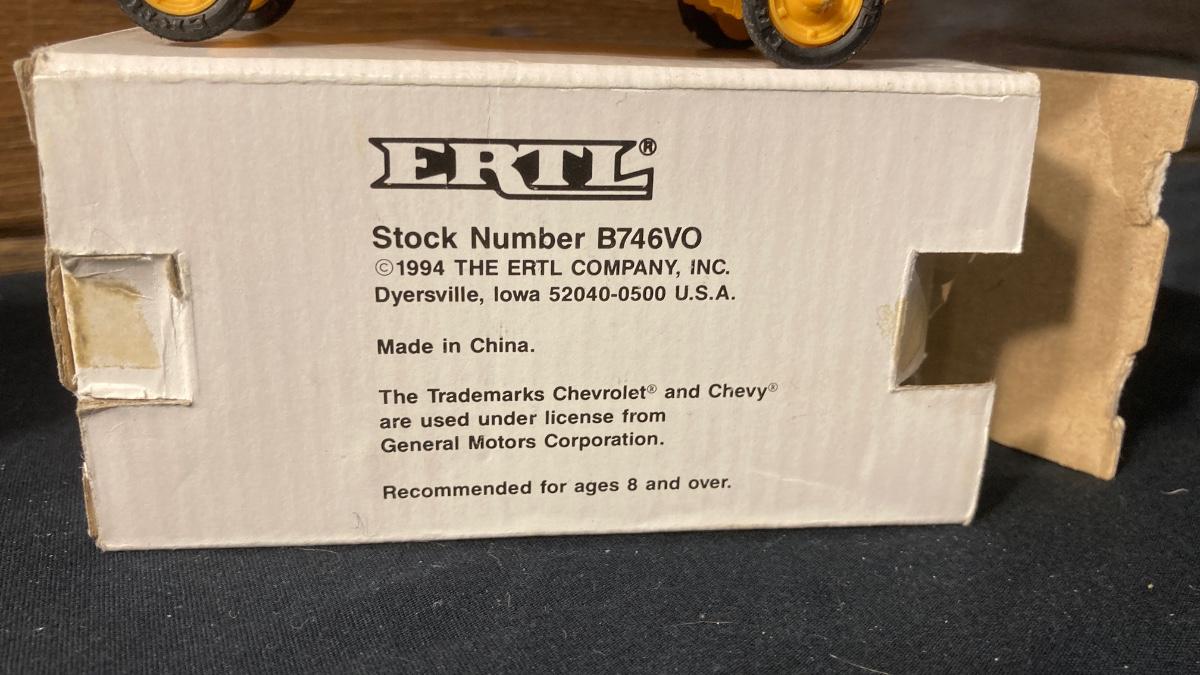 ERTL®
Stock Number B746VO
©1994 THE ERTL COMPANY, INC.
Dyersville, Iowa 52040-0500 U.S.A.
Made in China.
The Trademarks Chevrolet® and Chevy®
are used under license from
General Motors Corporation.
Recommended for ages 8 and over.